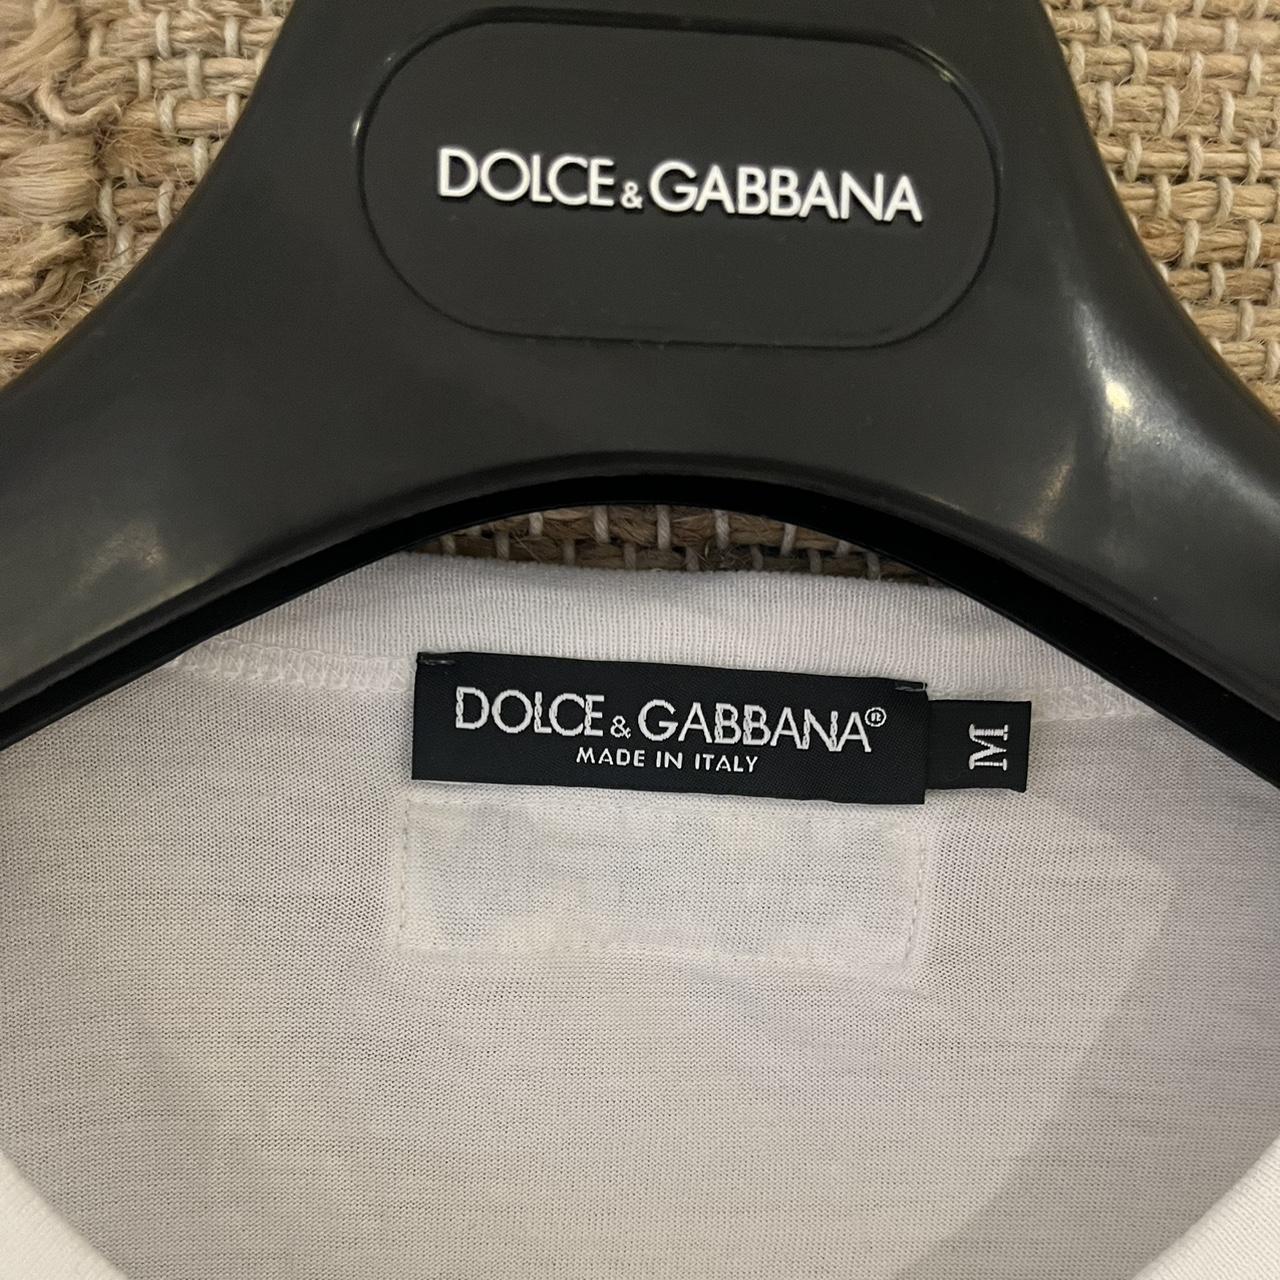 DOLCE & GABBANA
DOLCE & GABBANA®
MADE IN ITALY
M